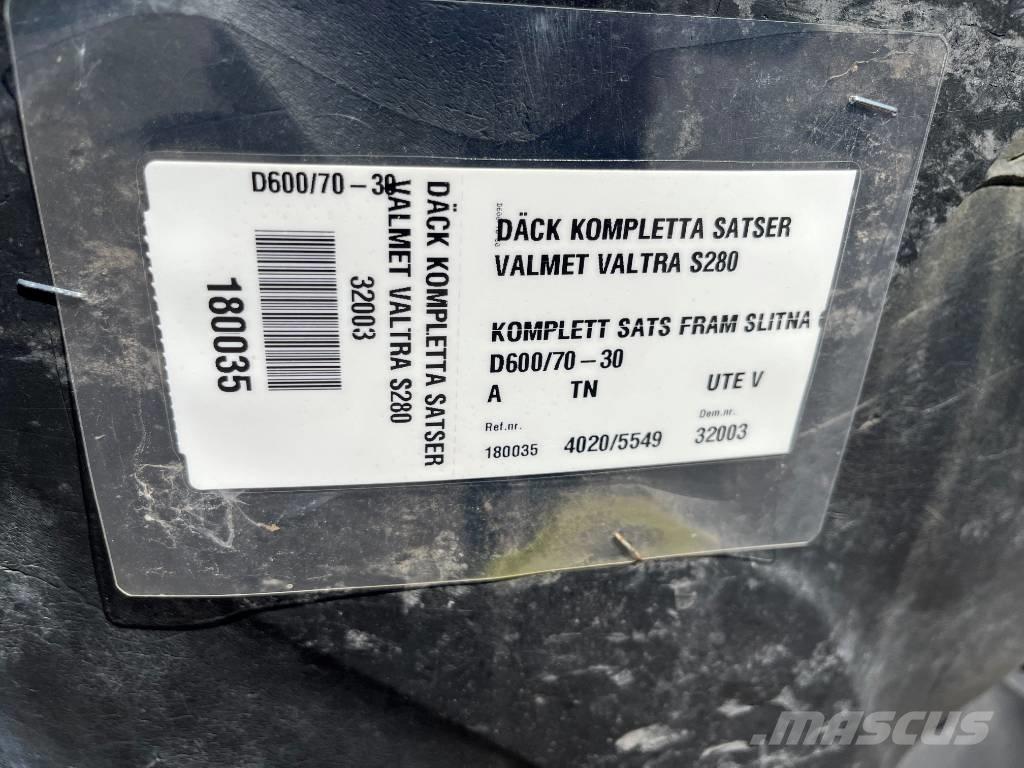 D600/70-30
180035
32003
VALMET VALTRA S280
DÄCK KOMPLETTA SATSER
DÄCK KOMPLETTA SATSER
VALMET VALTRA S280
KOMPLETT SATS FRAM SLITNA
D600/70-30
A TN UTE V
Ref.nr. Dem.nr.
180035 4020/5549 32003
MASCUS